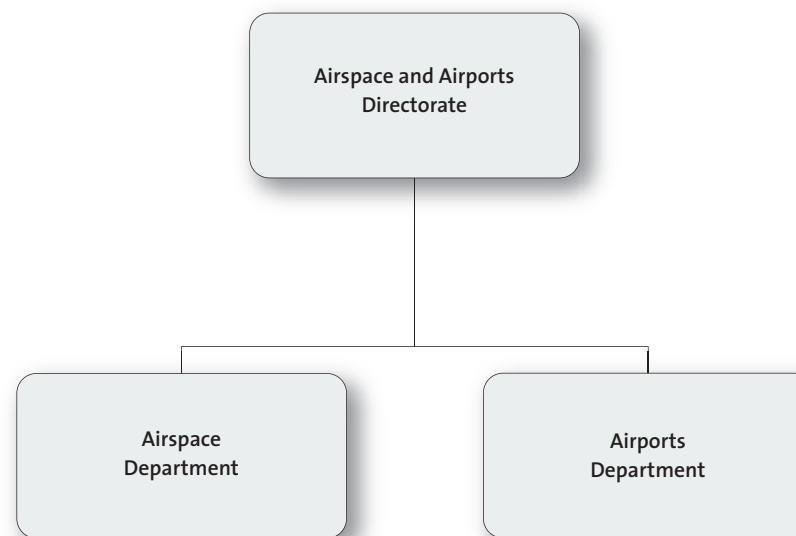 Airspace and Airports
Directorate
Airspace
Department
Airports
Department